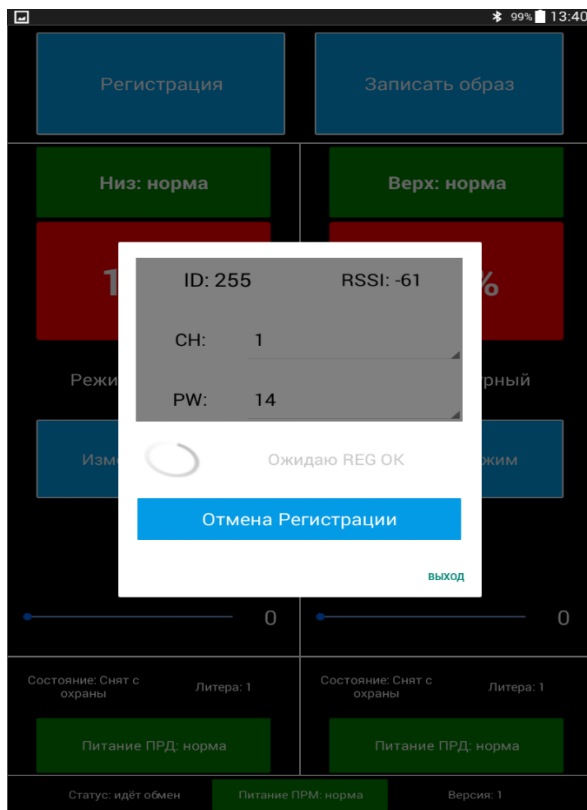 99% 13:40
Регистрация
Записать образ
Низ: норма
Верх: норма
1
%
ID: 255
RSSI: -61
CH: 1
PW: 14
Ожидаю REG OK
Отмена Регистрации
выход
0
0
Состояние: Снят с
охраны
Литера: 1
Состояние: Снят с
охраны
Литера: 1
Питание ПРД: норма
Питание ПРД: норма
Статус: идёт обмен
Питание ПРМ: норма
Версия: 1